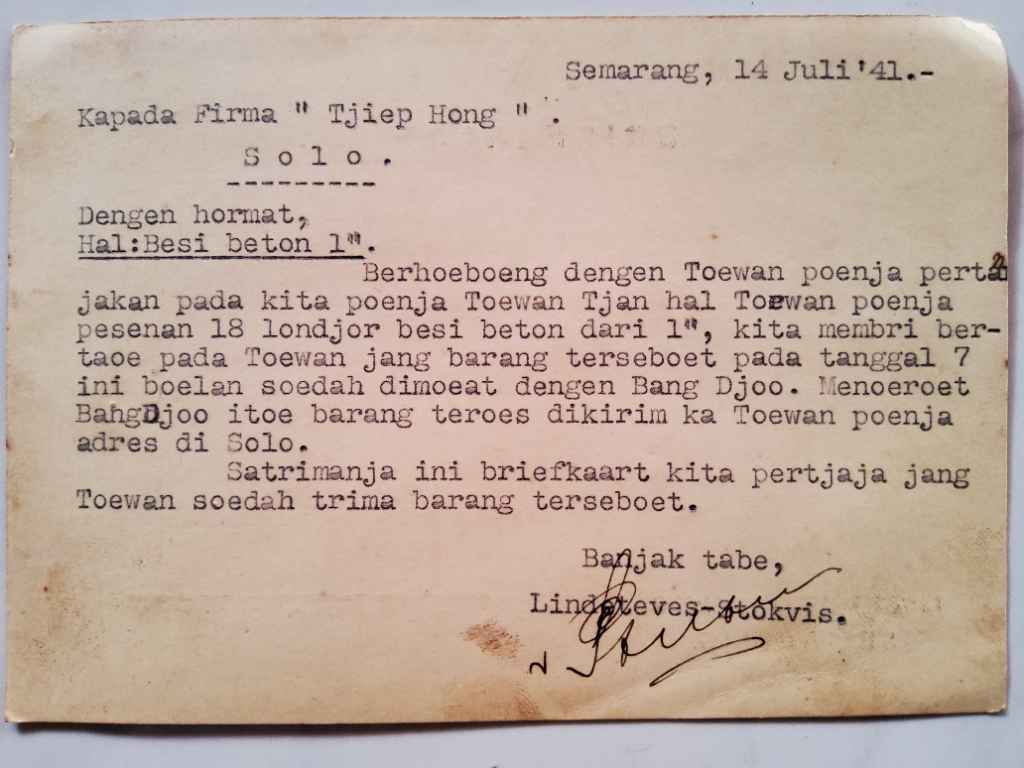 Semarang, 14 Juli '41.-
Kapada Firma " Tjiep Hong " .
S o l o .
---------
Dengen hormat,
Hal:Besi beton 1".
Berhoeboeng dengen Toewan poenja perta
jakan pada kita poenja Toewan Tjan hal Toewan poenja
pesenan 18 londjor besi beton dari 1", kita membri ber-
taoe pada Toewan jang barang terseboet pada tanggal 7
ini boelan soedah dimoeat dengen Bang Djoo. Menoeroet
BangDjoo itoe barang teroes dikirim ka Toewan poenja
adres di Solo.
Satrimanja ini briefkaart kita pertjaja jang
Toewan soedah trima barang terseboet.
Banjak tabe,
Lindeteves-Stokvis.